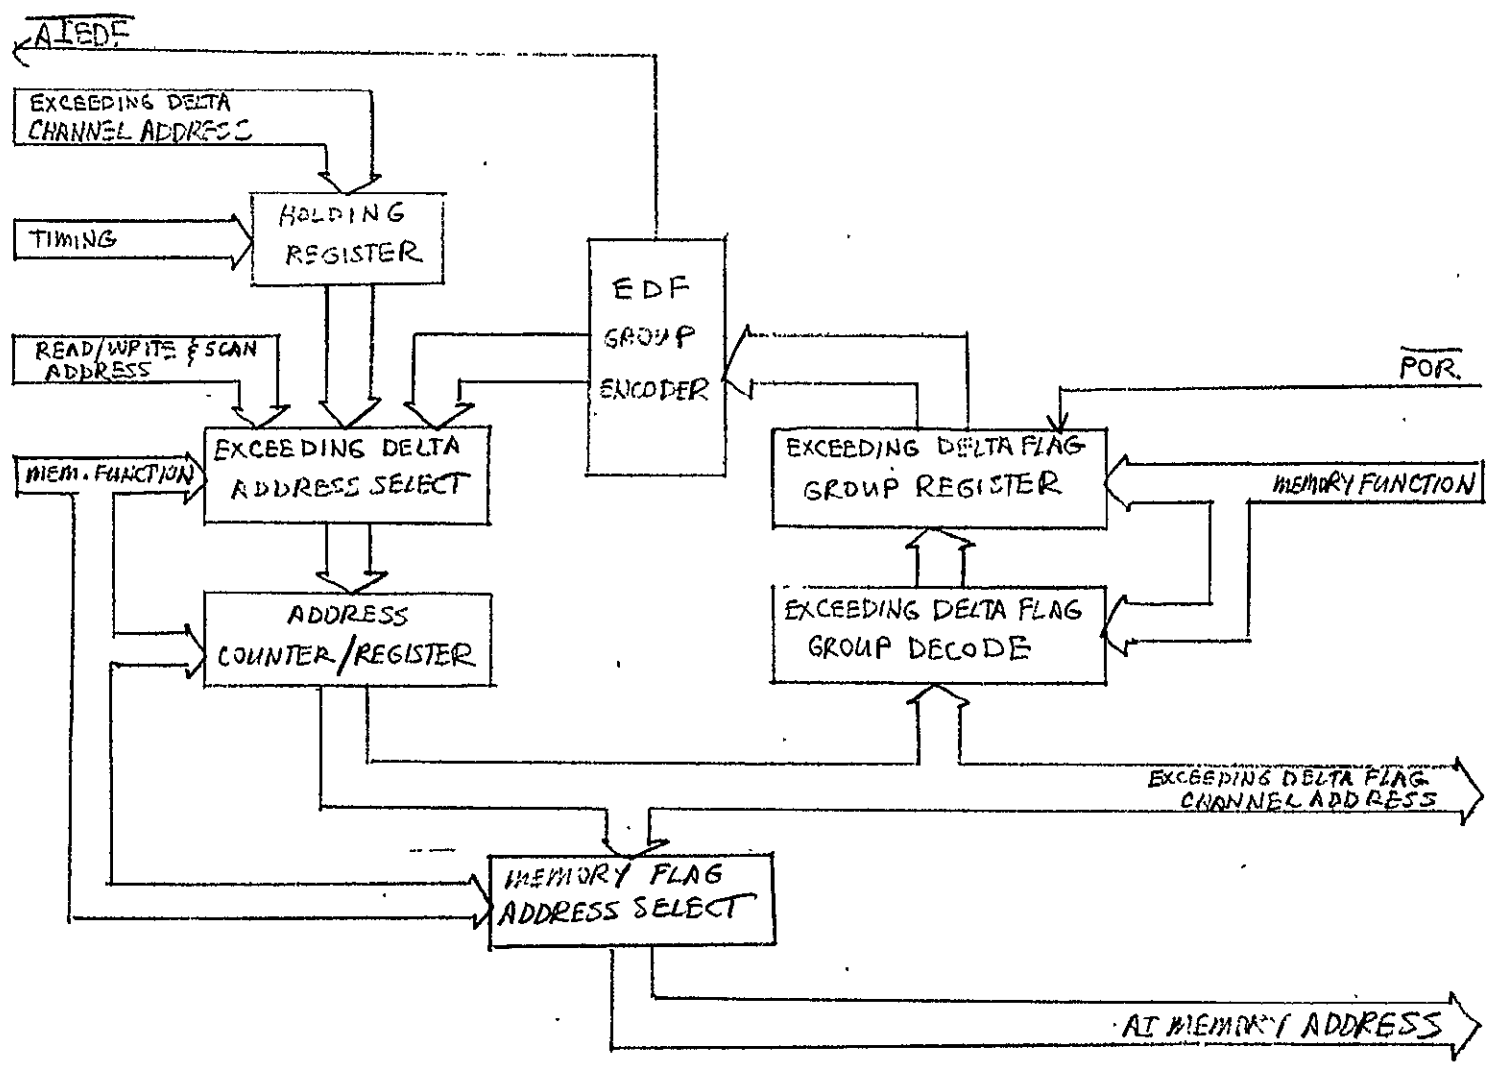 AIEDF
EXCEEDING DELTA
CHANNEL ADDRESS
HOLDING
REGISTER
TIMING
EDF
GROUP
ENCODER
READ/WRITE & SCAN
ADDRESS
POR.
EXCEEDING DELTA
ADDRESS SELECT
MEM. FUNCTION
EXCEEDING DELTA FLAG
GROUP REGISTER
MEMORY FUNCTION
ADDRESS
COUNTER/REGISTER
EXCEEDING DELTA FLAG
GROUP DECODE
EXCEEDING DELTA FLAG
CHANNEL ADDRESS
MEMORY FLAG
ADDRESS SELECT
AI MEMORY ADDRESS